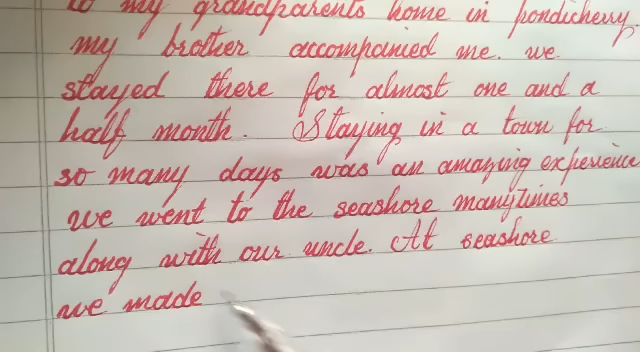 to my grandparents home in pondicherry.
my brother accompanied me. we
stayed there for almost one and a
half month. Staying in a town for
so many days was an amazing experience
we went to the seashore manytimes
along with our uncle. At seashore
we made